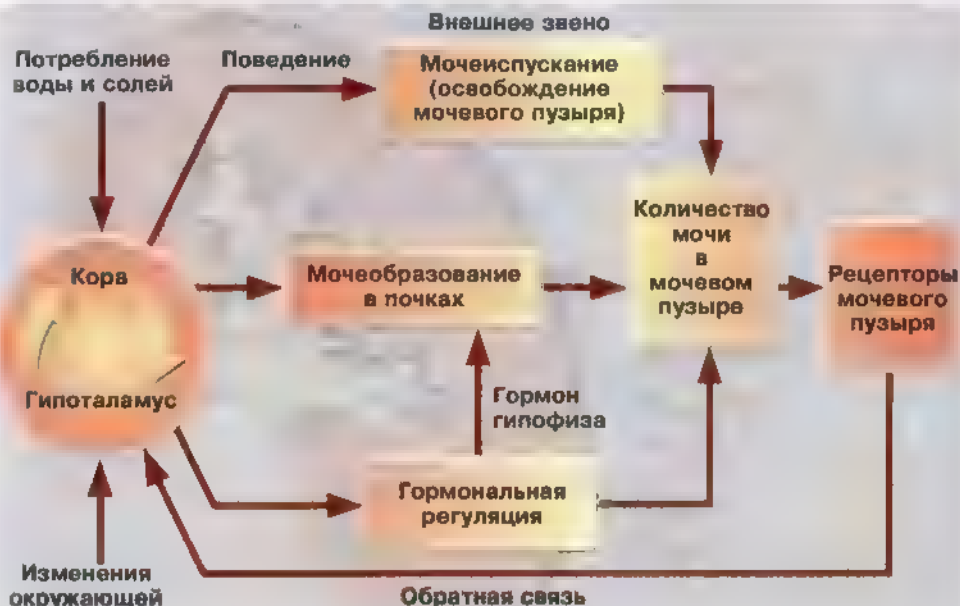 Внешнее звено
Потребление
воды и солей
Поведение
Мочеиспускание
(освобождение
мочевого пузыря)
Количество
мочи
в
мочевом
пузыре
Кора
Мочеобразование
в почках
Рецепторы
мочевого
пузыря
Гипоталамус
Гормон
гипофиза
Гормональная
регуляция
Изменения
окружающей
Обратная связь